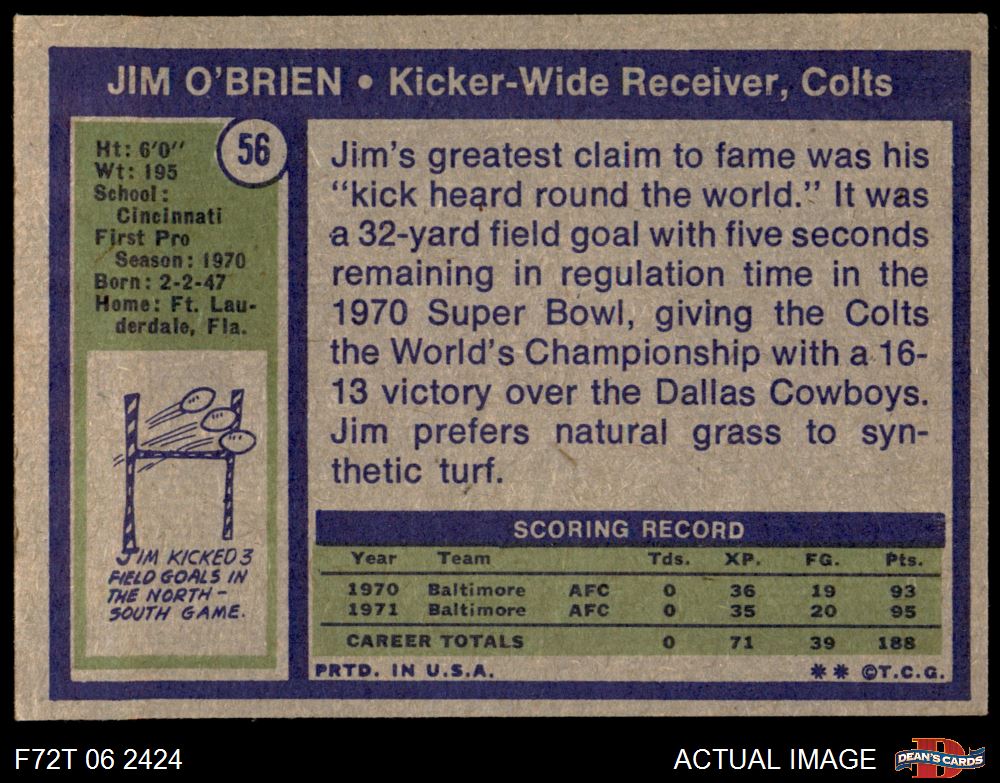 JIM O'BRIEN • Kicker-Wide Receiver, Colts
56
Ht: 6'0"
Wt: 195
School:
Cincinnati
First Pro
Season: 1970
Born: 2-2-47
Home: Ft. Lau-
derdale, Fla.
JIM KICKED 3
FIELD GOALS IN
THE NORTH-
SOUTH GAME.
Jim's greatest claim to fame was his
"kick heard round the world." It was
a 32-yard field goal with five seconds
remaining in regulation time in the
1970 Super Bowl, giving the Colts
the World's Championship with a 16-
13 victory over the Dallas Cowboys.
Jim prefers natural grass to syn-
thetic turf.
SCORING RECORD
Year Team Tds. XP. FG. Pts.
1970 Baltimore AFC 0 36 19 93
1971 Baltimore AFC 0 35 20 95
CAREER TOTALS 0 71 39 188
PRTD. IN U.S.A. ** ©T.C.G.
F72T 06 2424 ACTUAL IMAGE
D
DEAN'S CARDS